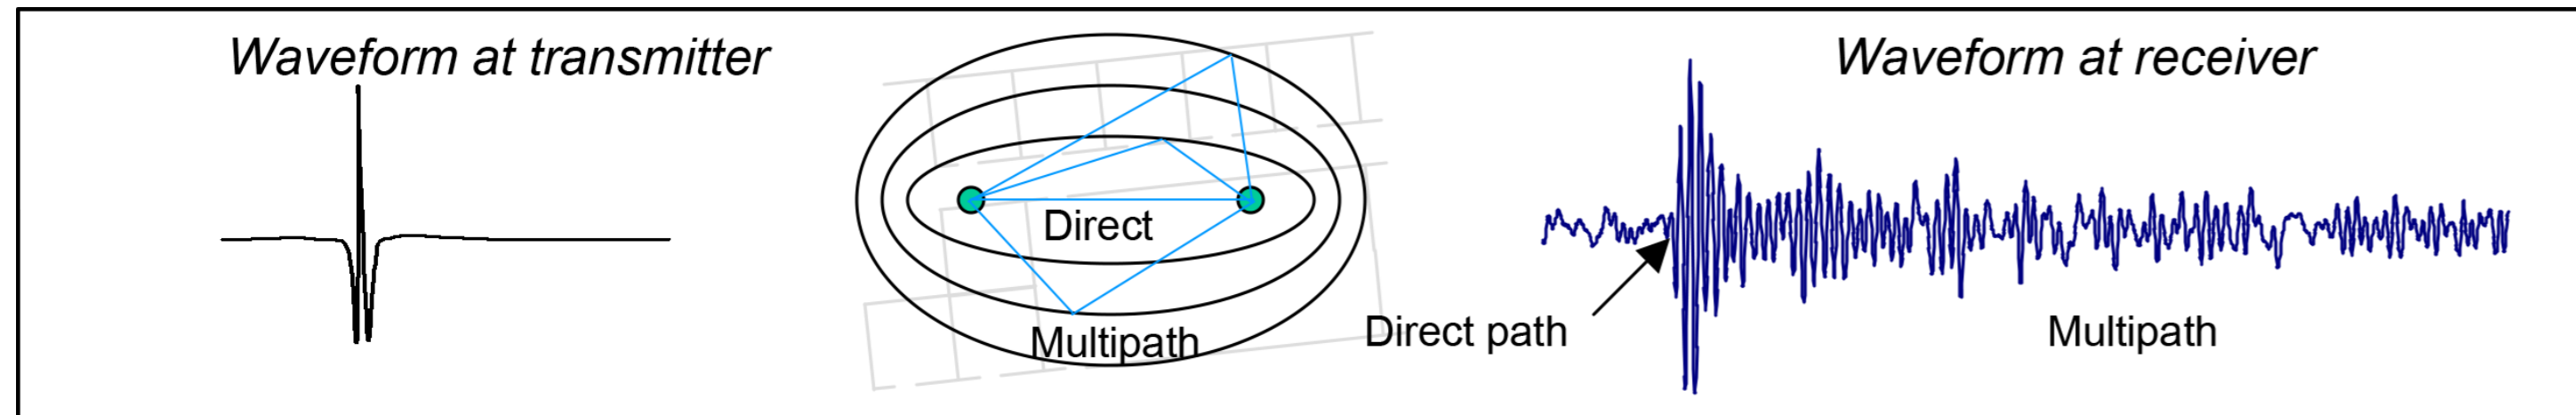 Waveform at transmitter
Direct
Multipath
Waveform at receiver
Direct path
Multipath